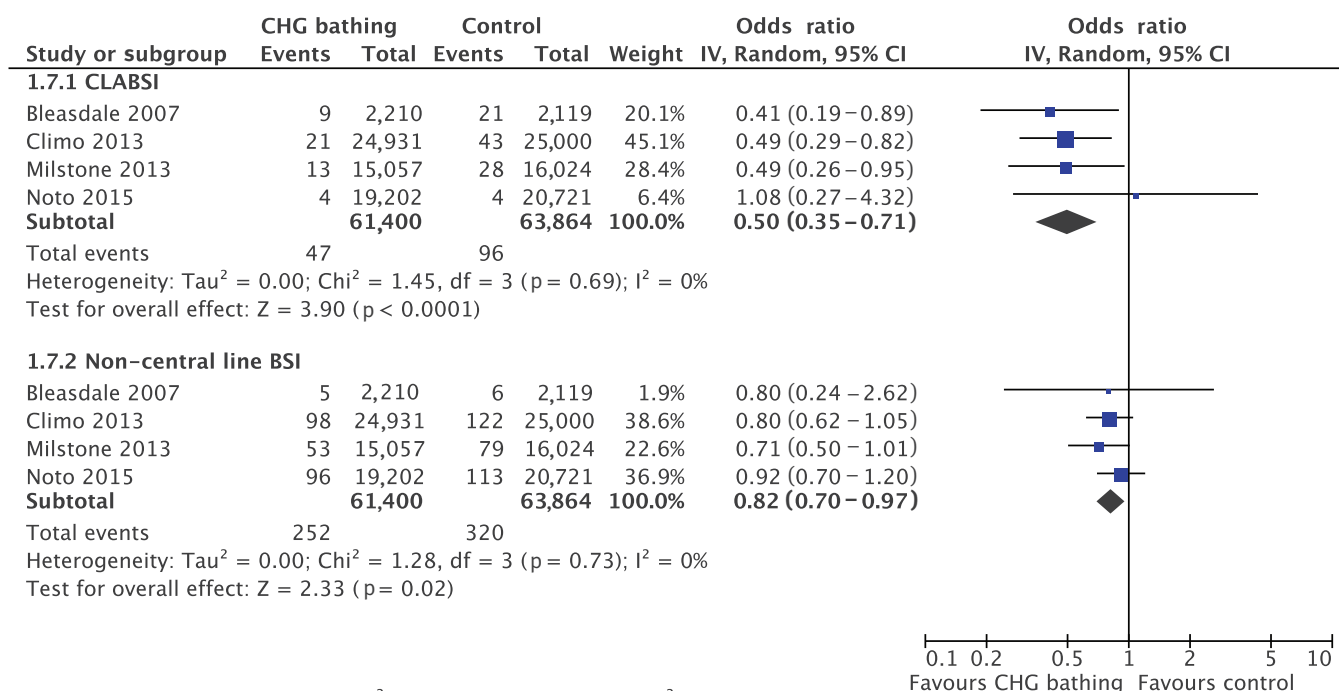 CHG bathing Control Odds ratio Odds ratio
Study or subgroup Events Total Events Total Weight IV, Random, 95% CI IV, Random, 95% CI
1.7.1 CLABSI
Bleasdale 2007 9 2,210 21 2,119 20.1% 0.41 (0.19–0.89)
Climo 2013 21 24,931 43 25,000 45.1% 0.49 (0.29–0.82)
Milstone 2013 13 15,057 28 16,024 28.4% 0.49 (0.26–0.95)
Noto 2015 4 19,202 4 20,721 6.4% 1.08 (0.27–4.32)
Subtotal 61,400 63,864 100.0% 0.50 (0.35–0.71)
Total events 47 96
Heterogeneity: Tau² = 0.00; Chi² = 1.45, df = 3 (p = 0.69); I² = 0%
Test for overall effect: Z = 3.90 (p < 0.0001)
1.7.2 Non-central line BSI
Bleasdale 2007 5 2,210 6 2,119 1.9% 0.80 (0.24–2.62)
Climo 2013 98 24,931 122 25,000 38.6% 0.80 (0.62–1.05)
Milstone 2013 53 15,057 79 16,024 22.6% 0.71 (0.50–1.01)
Noto 2015 96 19,202 113 20,721 36.9% 0.92 (0.70–1.20)
Subtotal 61,400 63,864 100.0% 0.82 (0.70–0.97)
Total events 252 320
Heterogeneity: Tau² = 0.00; Chi² = 1.28, df = 3 (p = 0.73); I² = 0%
Test for overall effect: Z = 2.33 (p = 0.02)
0.1 0.2 0.5 1 2 5 10
Favours CHG bathing Favours control